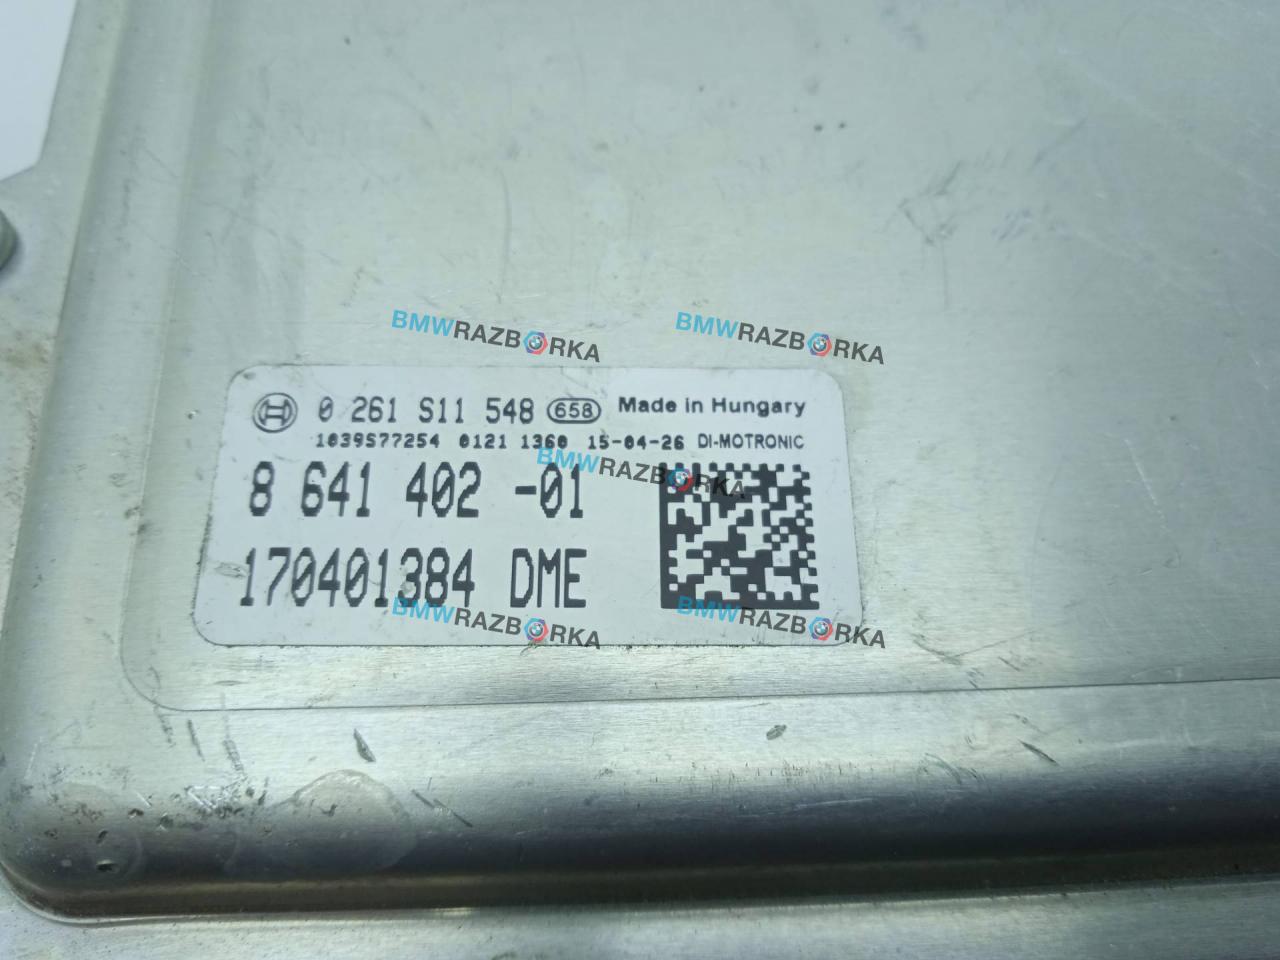 BMWRAZBORKA BMWRAZBORKA
0 261 S11 548 658 Made in Hungary
1039S77254 0121 1360 15-04-26 DI-MOTRONIC
BMWRAZBORKA
8 641 402 -01
170401384 DME
BMWRAZBORKA BMWRAZBORKA